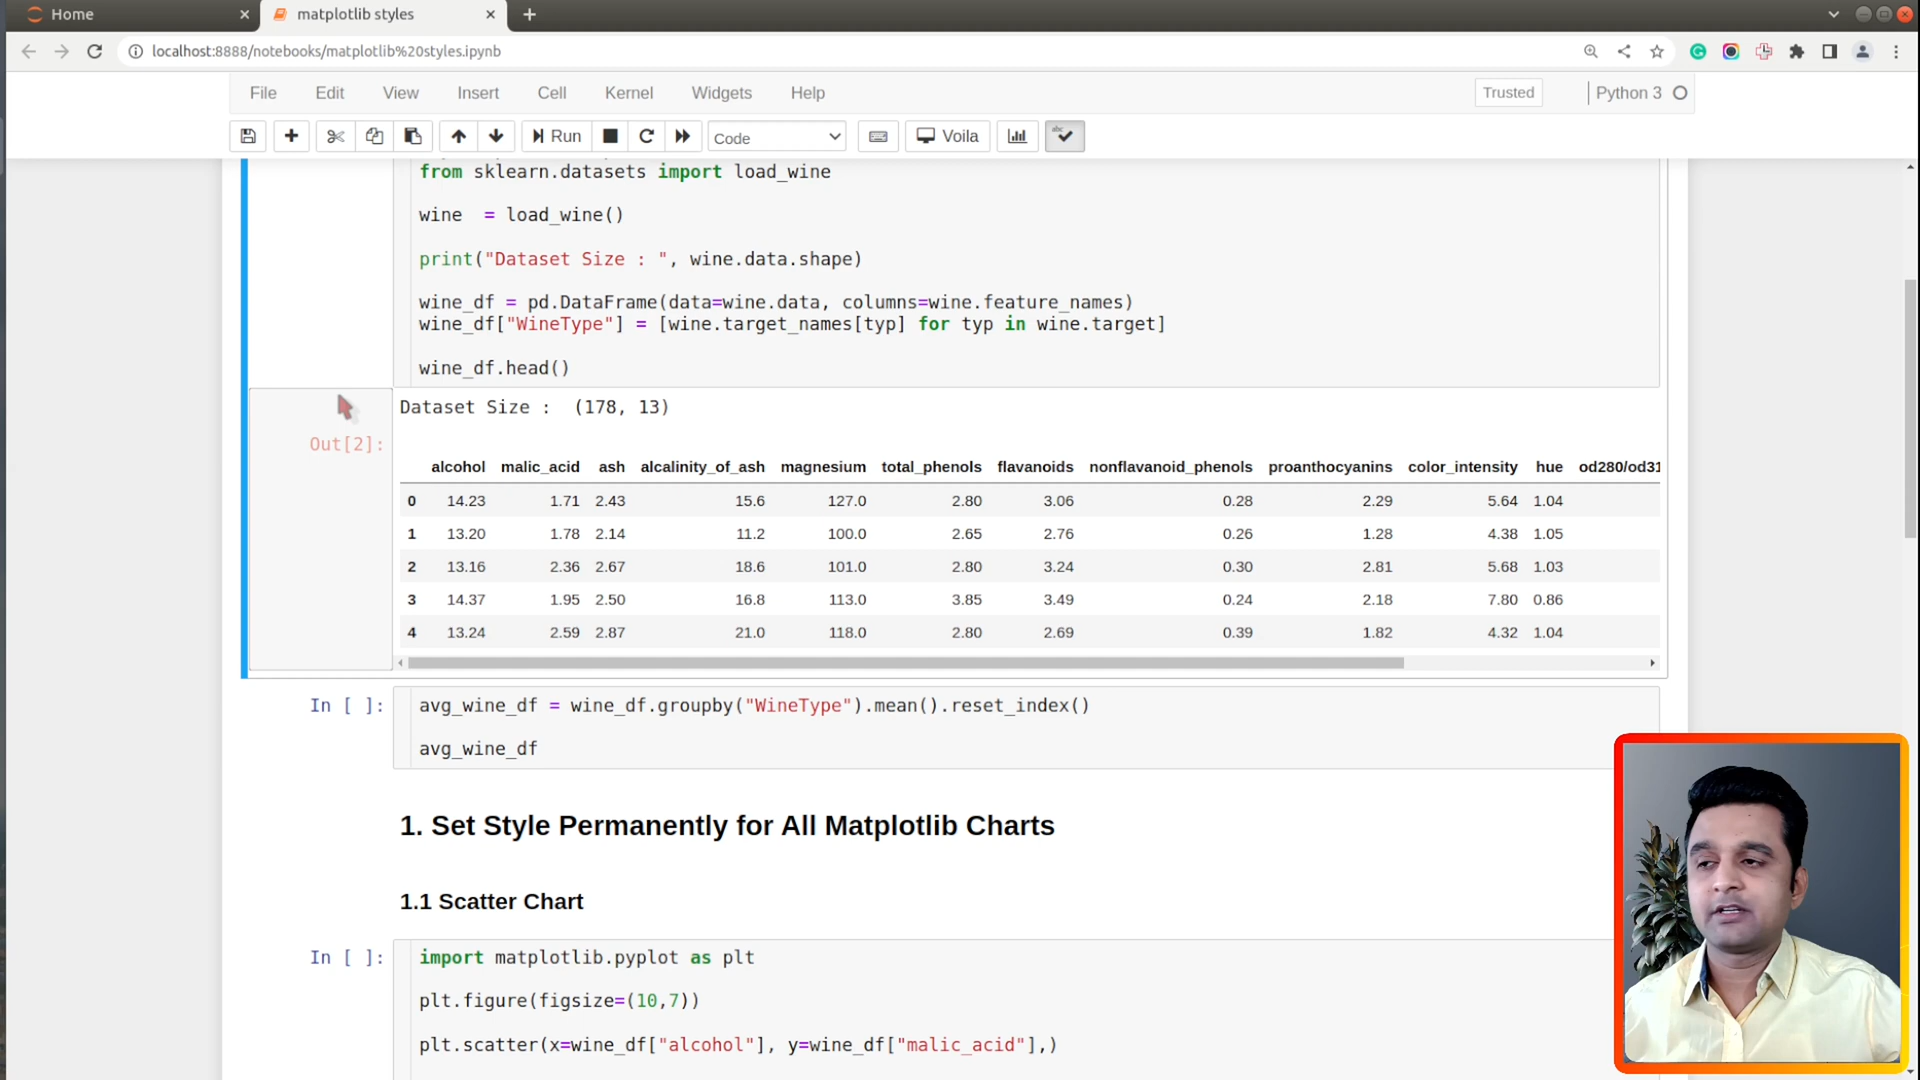 Home
matplotlib styles
localhost:8888/notebooks/matplotlib%20styles.ipynb
File Edit View Insert Cell Kernel Widgets Help Trusted Python 3
Run Code Voila
from sklearn.datasets import load_wine
wine  = load_wine()
print("Dataset Size : ", wine.data.shape)
wine_df = pd.DataFrame(data=wine.data, columns=wine.feature_names)
wine_df["WineType"] = [wine.target_names[typ] for typ in wine.target]
wine_df.head()
Dataset Size :  (178, 13)
Out[2]:
alcohol malic_acid ash alcalinity_of_ash magnesium total_phenols flavanoids nonflavanoid_phenols proanthocyanins color_intensity hue od280/od31
0 14.23 1.71 2.43 15.6 127.0 2.80 3.06 0.28 2.29 5.64 1.04
1 13.20 1.78 2.14 11.2 100.0 2.65 2.76 0.26 1.28 4.38 1.05
2 13.16 2.36 2.67 18.6 101.0 2.80 3.24 0.30 2.81 5.68 1.03
3 14.37 1.95 2.50 16.8 113.0 3.85 3.49 0.24 2.18 7.80 0.86
4 13.24 2.59 2.87 21.0 118.0 2.80 2.69 0.39 1.82 4.32 1.04
In [ ]: avg_wine_df = wine_df.groupby("WineType").mean().reset_index()
avg_wine_df
1. Set Style Permanently for All Matplotlib Charts
1.1 Scatter Chart
In [ ]: import matplotlib.pyplot as plt
plt.figure(figsize=(10,7))
plt.scatter(x=wine_df["alcohol"], y=wine_df["malic_acid"],)